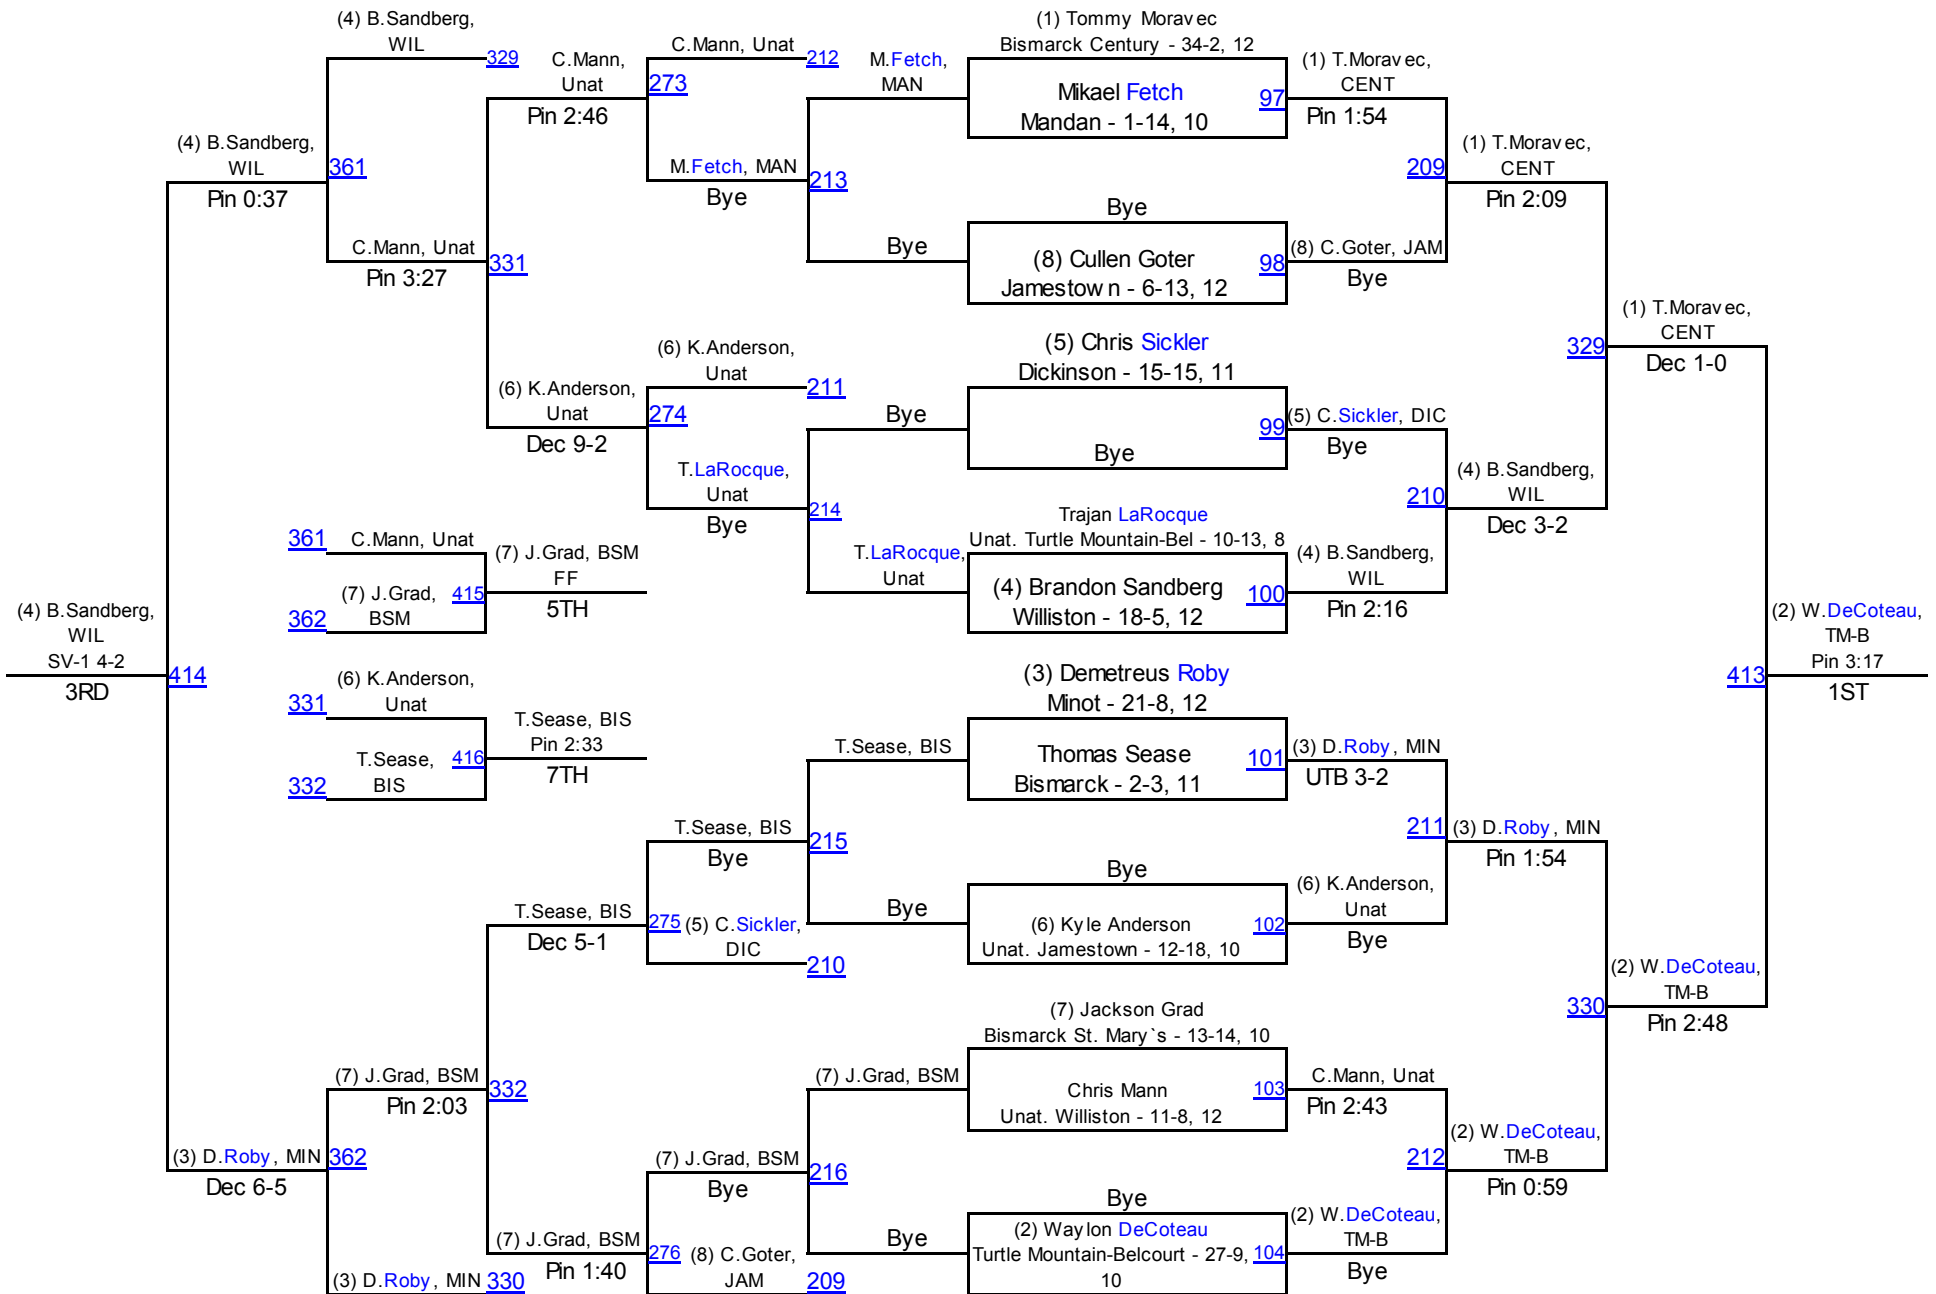 (4) B.Sandberg,
WIL
329
C.Mann,
Unat
Pin 2:46
C.Mann, Unat
212
273
M.Fetch,
MAN
(1) Tommy Moravec
Bismarck Century - 34-2, 12
Mikael Fetch
Mandan - 1-14, 10
97
(1) T.Moravec,
CENT
Pin 1:54
(4) B.Sandberg,
WIL
Pin 0:37
361
M.Fetch, MAN
Bye
213
209
(1) T.Moravec,
CENT
Pin 2:09
C.Mann, Unat
Pin 3:27
331
Bye
Bye
(8) Cullen Goter
Jamestown - 6-13, 12
98
(8) C.Goter, JAM
Bye
(6) K.Anderson,
Unat
211
(6) K.Anderson,
Unat
Dec 9-2
274
Bye
(5) Chris Sickler
Dickinson - 15-15, 11
Bye
99
(5) C.Sickler, DIC
Bye
329
(1) T.Moravec,
CENT
Dec 1-0
T.LaRocque,
Unat
Bye
214
210
(4) B.Sandberg,
WIL
Dec 3-2
T.LaRocque,
Unat
Trajan LaRocque
Unat. Turtle Mountain-Bel - 10-13, 8
(4) Brandon Sandberg
Williston - 18-5, 12
100
(4) B.Sandberg,
WIL
Pin 2:16
361
C.Mann, Unat
(7) J.Grad,
BSM
362
415
(7) J.Grad, BSM
FF
5TH
(4) B.Sandberg,
WIL
SV-1 4-2
3RD
414
(2) W.DeCoteau,
TM-B
Pin 3:17
1ST
413
(6) K.Anderson,
Unat
331
T.Sease,
BIS
332
416
T.Sease, BIS
Pin 2:33
7TH
T.Sease, BIS
(3) Demetreus Roby
Minot - 21-8, 12
Thomas Sease
Bismarck - 2-3, 11
101
(3) D.Roby, MIN
UTB 3-2
T.Sease, BIS
Bye
215
211
(3) D.Roby, MIN
Pin 1:54
T.Sease, BIS
Dec 5-1
275
(5) C.Sickler,
DIC
210
Bye
Bye
(6) Kyle Anderson
Unat. Jamestown - 12-18, 10
102
(6) K.Anderson,
Unat
Bye
330
(2) W.DeCoteau,
TM-B
Pin 2:48
(7) J.Grad, BSM
Pin 2:03
332
(7) J.Grad, BSM
(7) Jackson Grad
Bismarck St. Mary`s - 13-14, 10
Chris Mann
Unat. Williston - 11-8, 12
103
C.Mann, Unat
Pin 2:43
(3) D.Roby, MIN
Dec 6-5
362
(7) J.Grad, BSM
Bye
216
212
(2) W.DeCoteau,
TM-B
Pin 0:59
(3) D.Roby, MIN
330
(7) J.Grad, BSM
Pin 1:40
276
(8) C.Goter,
JAM
209
Bye
Bye
(2) Waylon DeCoteau
Turtle Mountain-Belcourt - 27-9,
10
104
(2) W.DeCoteau,
TM-B
Bye